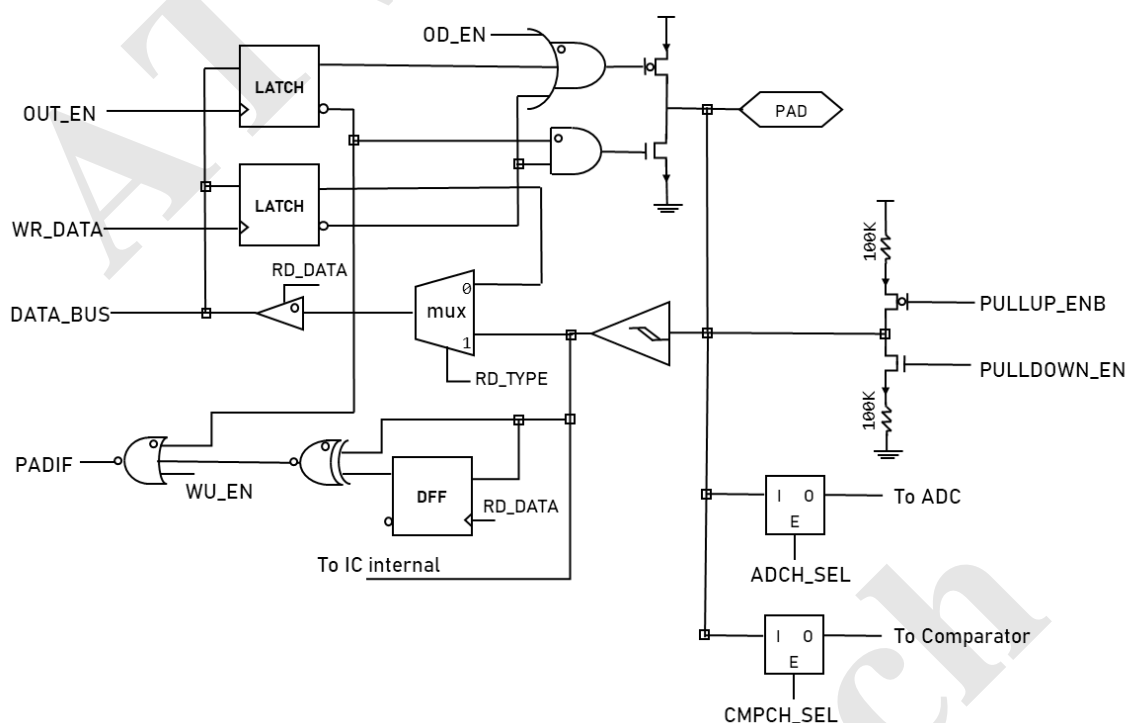 OD_EN
LATCH
OUT_EN
PAD
LATCH
WR_DATA
100K
RD_DATA
0
DATA_BUS
mux
PULLUP_ENB
1
RD_TYPE
PULLDOWN_EN
100K
PADIF
WU_EN
DFF
RD_DATA
I O
E
To ADC
To IC internal
ADCH_SEL
I O
E
To Comparator
CMPCH_SEL